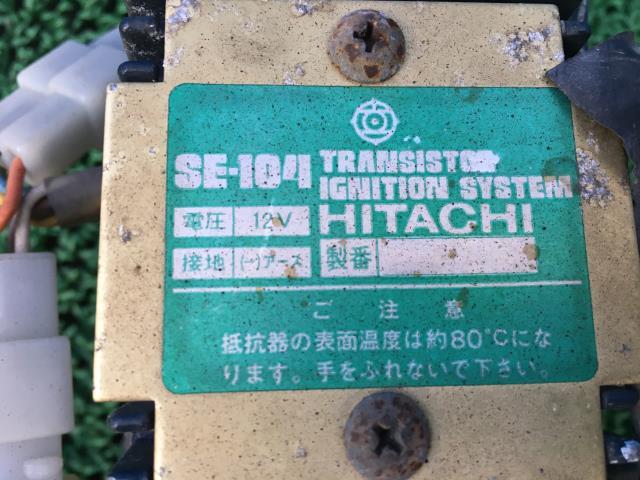 SE-104 TRANSISTOR
IGNITION SYSTEM
電圧 12V HITACHI
接地 (-)アース 製番
ご注意
抵抗器の表面温度は約80℃にな
ります。手をふれないで下さい。